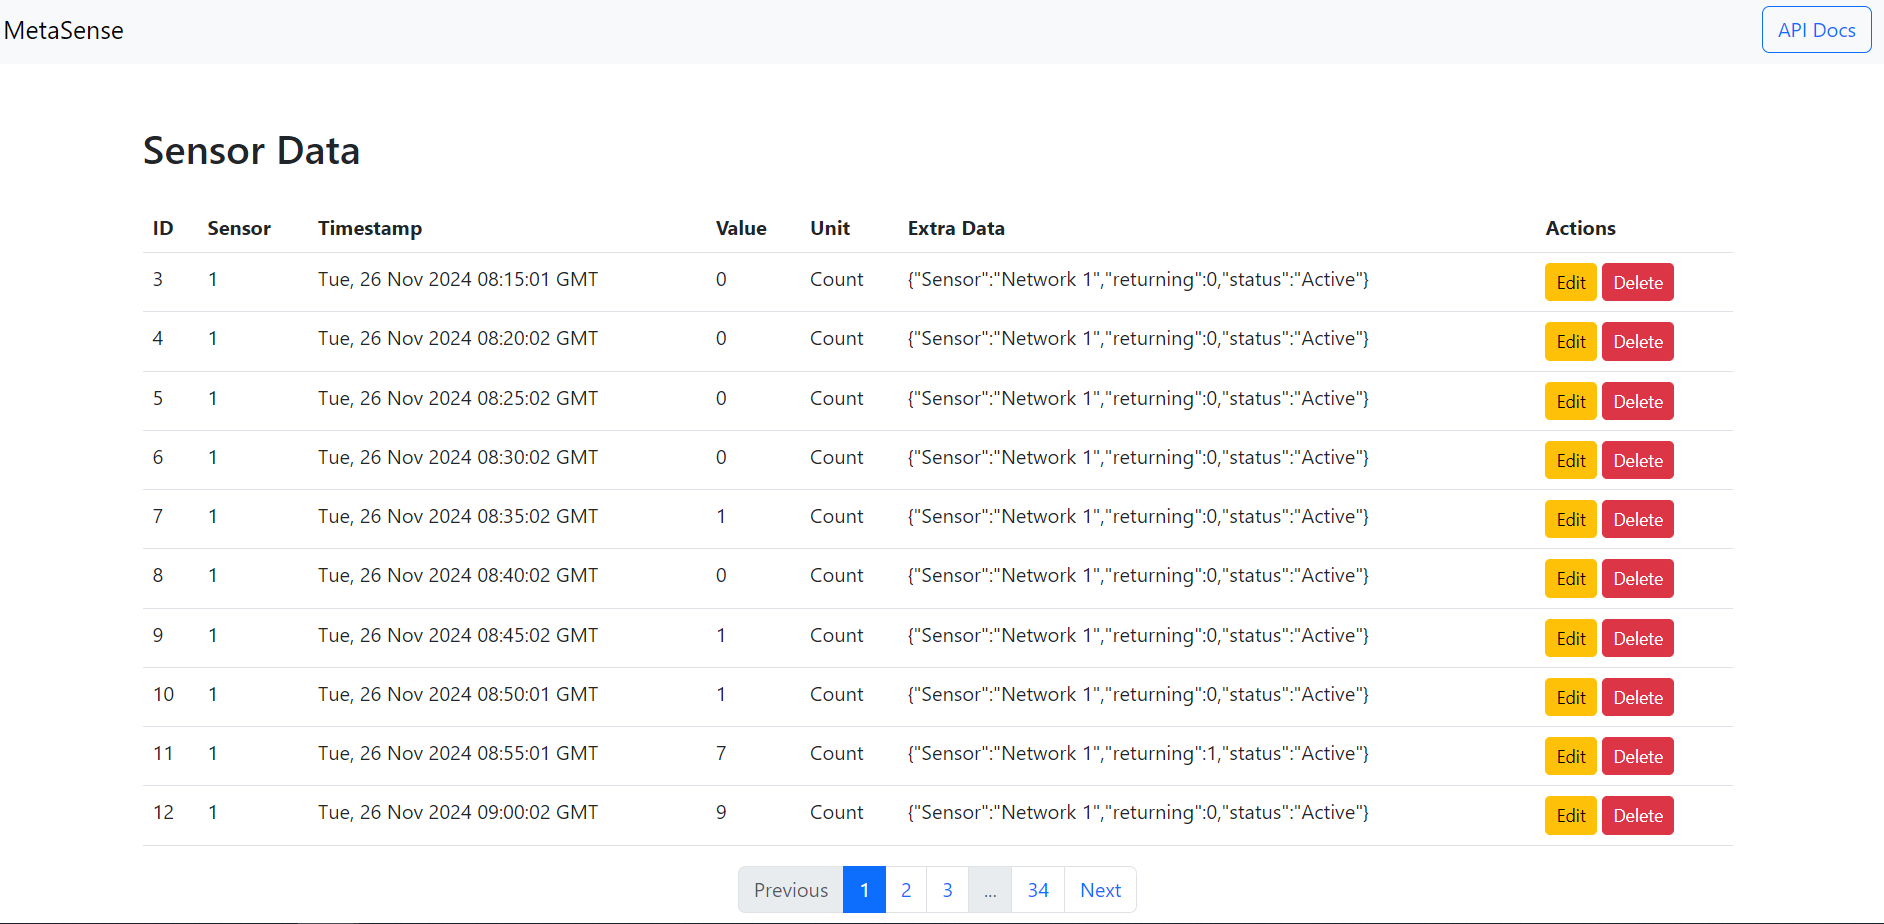 MetaSense API Docs
Sensor Data
ID Sensor Timestamp Value Unit Extra Data Actions
3 1 Tue, 26 Nov 2024 08:15:01 GMT 0 Count {"Sensor":"Network 1","returning":0,"status":"Active"} Edit Delete
4 1 Tue, 26 Nov 2024 08:20:02 GMT 0 Count {"Sensor":"Network 1","returning":0,"status":"Active"} Edit Delete
5 1 Tue, 26 Nov 2024 08:25:02 GMT 0 Count {"Sensor":"Network 1","returning":0,"status":"Active"} Edit Delete
6 1 Tue, 26 Nov 2024 08:30:02 GMT 0 Count {"Sensor":"Network 1","returning":0,"status":"Active"} Edit Delete
7 1 Tue, 26 Nov 2024 08:35:02 GMT 1 Count {"Sensor":"Network 1","returning":0,"status":"Active"} Edit Delete
8 1 Tue, 26 Nov 2024 08:40:02 GMT 0 Count {"Sensor":"Network 1","returning":0,"status":"Active"} Edit Delete
9 1 Tue, 26 Nov 2024 08:45:02 GMT 1 Count {"Sensor":"Network 1","returning":0,"status":"Active"} Edit Delete
10 1 Tue, 26 Nov 2024 08:50:01 GMT 1 Count {"Sensor":"Network 1","returning":0,"status":"Active"} Edit Delete
11 1 Tue, 26 Nov 2024 08:55:01 GMT 7 Count {"Sensor":"Network 1","returning":1,"status":"Active"} Edit Delete
12 1 Tue, 26 Nov 2024 09:00:02 GMT 9 Count {"Sensor":"Network 1","returning":0,"status":"Active"} Edit Delete
Previous 1 2 3 ... 34 Next